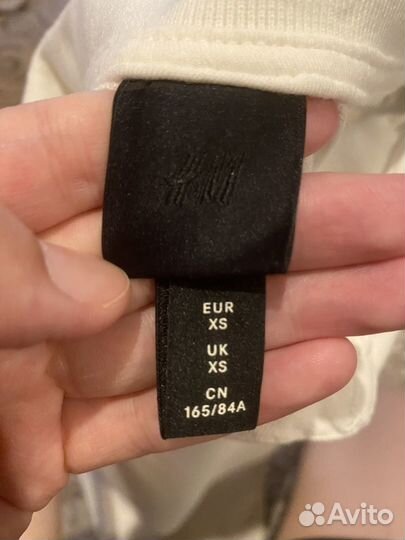 H&M
EUR
XS
UK
XS
CN
165/84A
Avito